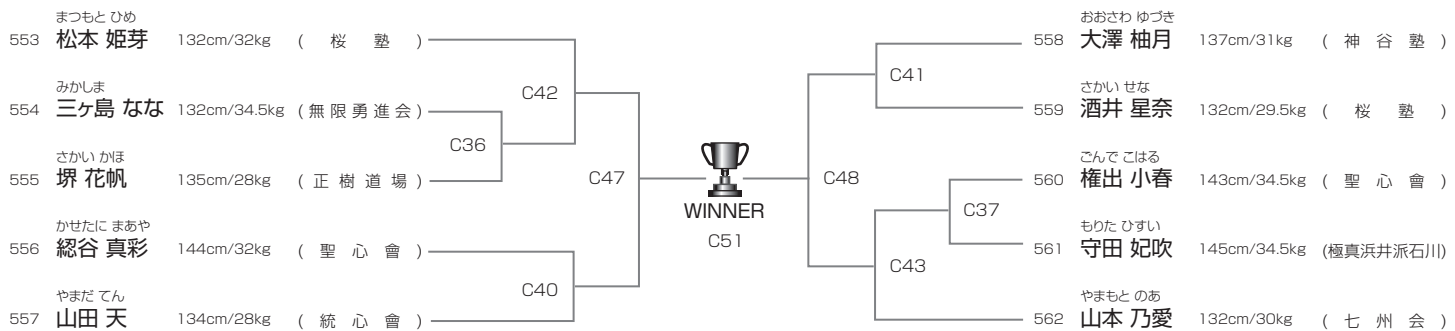 まつもと ひめ
553 松本 姫芽 132cm/32kg ( 桜 塾 )
みかしま
554 三ヶ島 なな 132cm/34.5kg ( 無限勇進会 )
さかい かほ
555 堺 花帆 135cm/28kg ( 正 樹 道 場 )
かせたに まあや
556 綛谷 真彩 144cm/32kg ( 聖 心 會 )
やまだ てん
557 山田 天 134cm/28kg ( 統 心 會 )
C42
C36
C47
C40
WINNER
C51
C48
C41
C37
C43
おおさわ ゆづき
558 大澤 柚月 137cm/31kg ( 神 谷 塾 )
さかい せな
559 酒井 星奈 132cm/29.5kg ( 桜 塾 )
ごんで こはる
560 権出 小春 143cm/34.5kg ( 聖 心 會 )
もりた ひすい
561 守田 妃吹 145cm/34.5kg (極真浜井派石川)
やまもと のあ
562 山本 乃愛 132cm/30kg ( 七 州 会 )